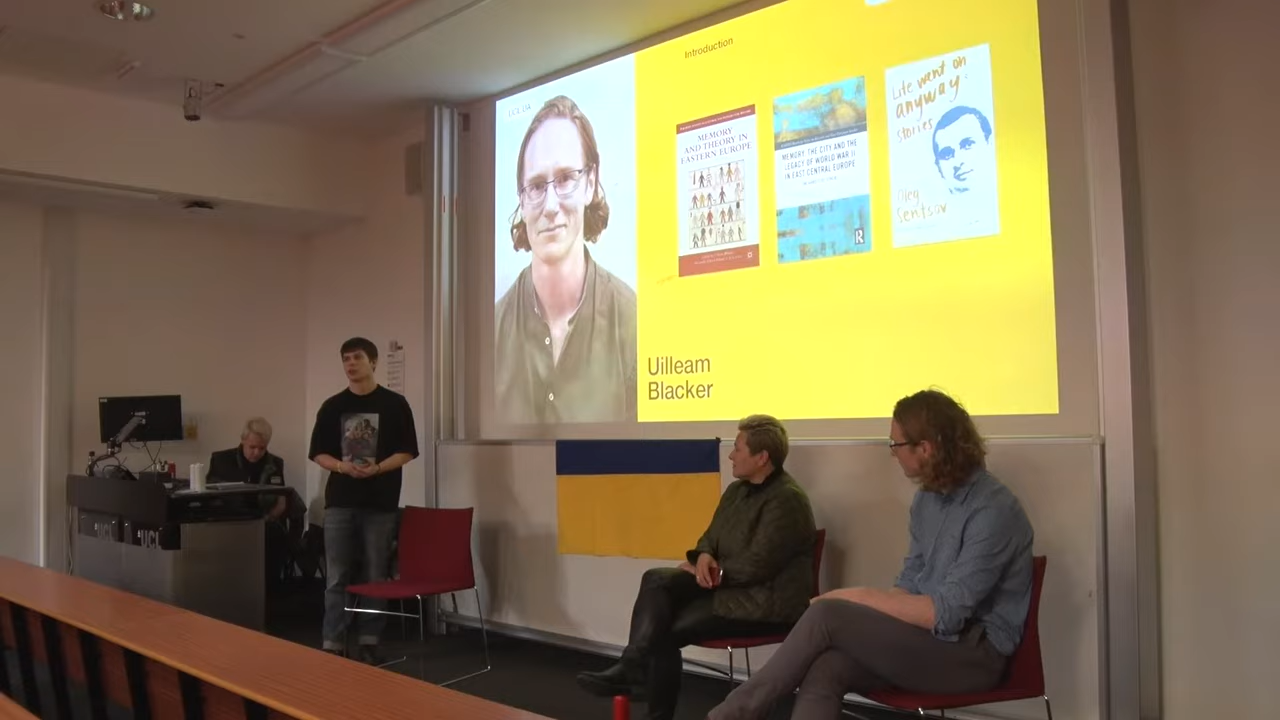 Introduction
MEMORY
AND THEORY IN
EASTERN EUROPE
MEMORY, THE CITY AND THE
LEGACY OF WORLD WAR II
IN EAST CENTRAL EUROPE
R
Life went on
anyway
stories
Oleg
Sentsov
Uilleam
Blacker
UCL
UCL